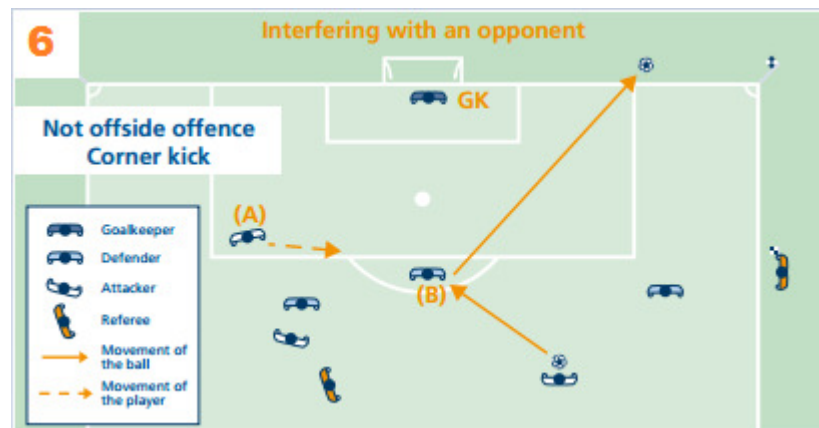 6
Interfering with an opponent
GK
Not offside offence
Corner kick
(A)
(B)
Goalkeeper
Defender
Attacker
Referee
Movement of
the ball
Movement of
the player